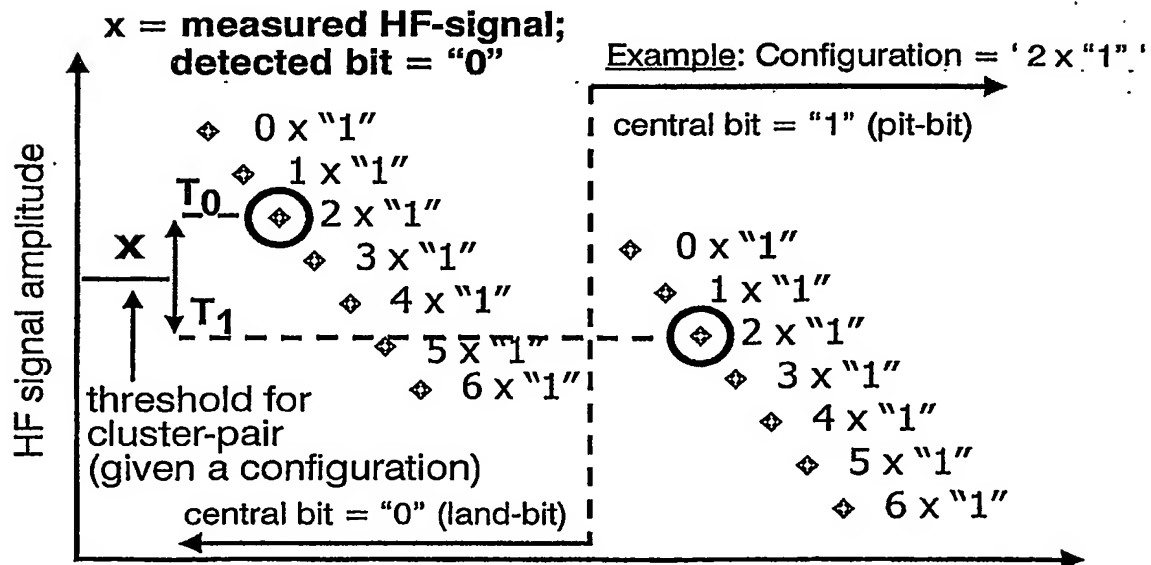 x = measured HF-signal;
detected bit = “0”
Example: Configuration = ‘ 2 x “1” ‘
central bit = “1” (pit-bit)
HF signal amplitude
0 x “1”
1 x “1”
T0
2 x “1”
3 x “1”
x
4 x “1”
T1
5 x “1”
6 x “1”
0 x “1”
1 x “1”
2 x “1”
3 x “1”
4 x “1”
5 x “1”
6 x “1”
threshold for
cluster-pair
(given a configuration)
central bit = “0” (land-bit)